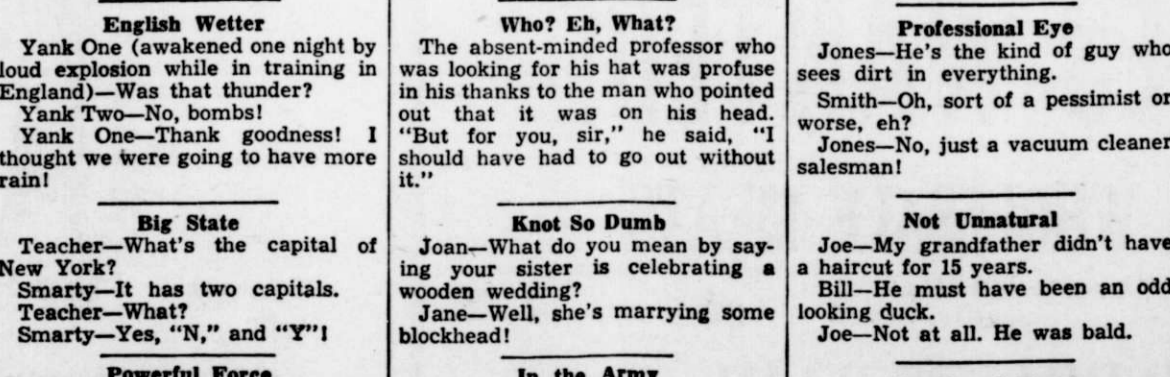 English Wetter
Yank One (awakened one night by
loud explosion while in training in
England)—Was that thunder?
Yank Two—No, bombs!
Yank One—Thank goodness! I
thought we were going to have more
rain!
Big State
Teacher—What's the capital of
New York?
Smarty—It has two capitals.
Teacher—What?
Smarty—Yes, "N," and "Y"!
Powerful Force
Who? Eh, What?
The absent-minded professor who
was looking for his hat was profuse
in his thanks to the man who pointed
out that it was on his head.
"But for you, sir," he said, "I
should have had to go out without
it."
Knot So Dumb
Joan—What do you mean by say-
ing your sister is celebrating a
wooden wedding?
Jane—Well, she's marrying some
blockhead!
In the Army
Professional Eye
Jones—He's the kind of guy who
sees dirt in everything.
Smith—Oh, sort of a pessimist or
worse, eh?
Jones—No, just a vacuum cleaner
salesman!
Not Unnatural
Joe—My grandfather didn't have
a haircut for 15 years.
Bill—He must have been an odd
looking duck.
Joe—Not at all. He was bald.